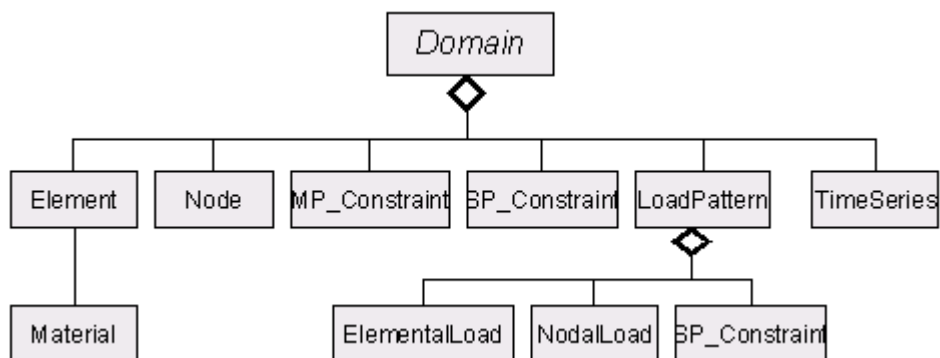 Domain
Element
Node
MP_Constraint
SP_Constraint
LoadPattern
TimeSeries
Material
ElementalLoad
NodalLoad
SP_Constraint